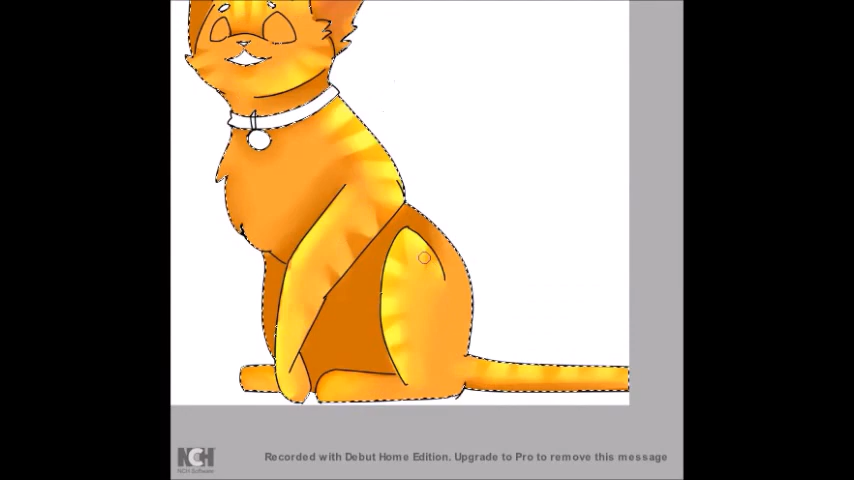 NCH
NCH Software
Recorded with Debut Home Edition. Upgrade to Pro to remove this message